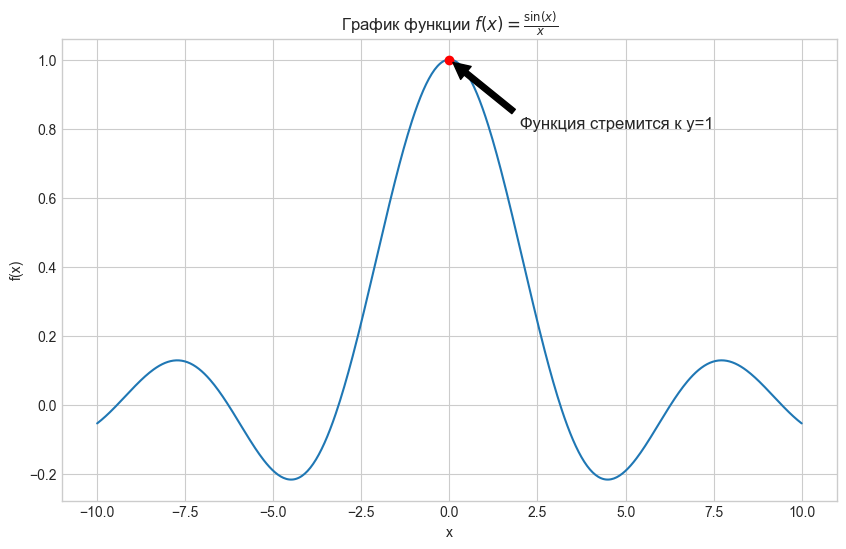 График функции f(x) = sin(x)/x
1.0
Функция стремится к y=1
0.8
0.6
0.4
f(x)
0.2
0.0
−0.2
−10.0 −7.5 −5.0 −2.5 0.0 2.5 5.0 7.5 10.0
x